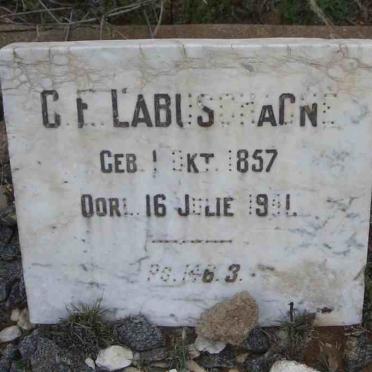 C F LABUSCHAGNE
GEB. 1 OKT. 1857
OORL. 16 JULIE
PS. 146.3.